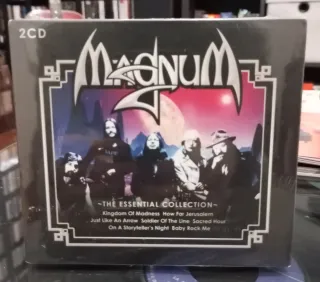 2CD
MAGNUM
~THE ESSENTIAL COLLECTION~
Kingdom Of Madness How Far Jerusalem
Just Like An Arrow Soldier Of The Line Sacred Hour
On A Storyteller's Night Baby Rock Me